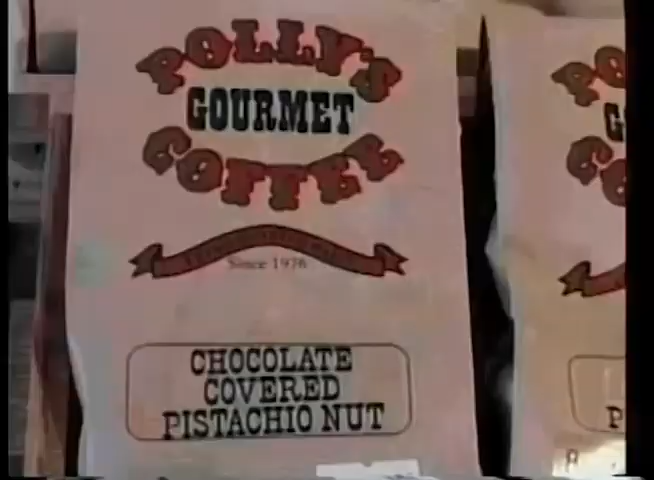 POLLY'S
GOURMET
COFFEE
Since 1976
CHOCOLATE
COVERED
PISTACHIO NUT